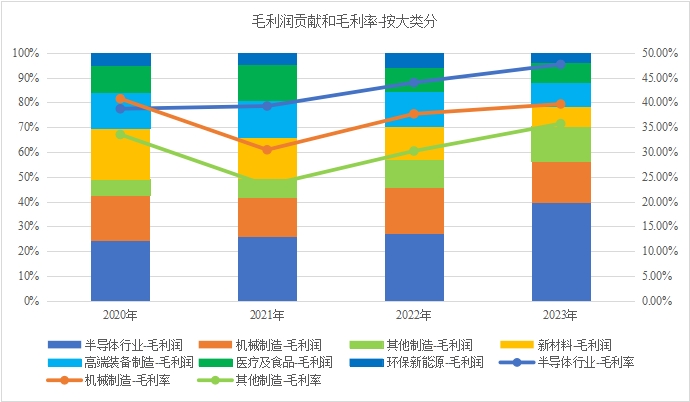 毛利润贡献和毛利率-按大类分
100% 50.00%
90% 45.00%
80% 40.00%
70% 35.00%
60% 30.00%
50% 25.00%
40% 20.00%
30% 15.00%
20% 10.00%
10% 5.00%
0% 0.00%
2020年 2021年 2022年 2023年
半导体行业-毛利润 机械制造-毛利润 其他制造-毛利润 新材料-毛利润
高端装备制造-毛利润 医疗及食品-毛利润 环保新能源-毛利润 半导体行业-毛利率
机械制造-毛利率 其他制造-毛利率